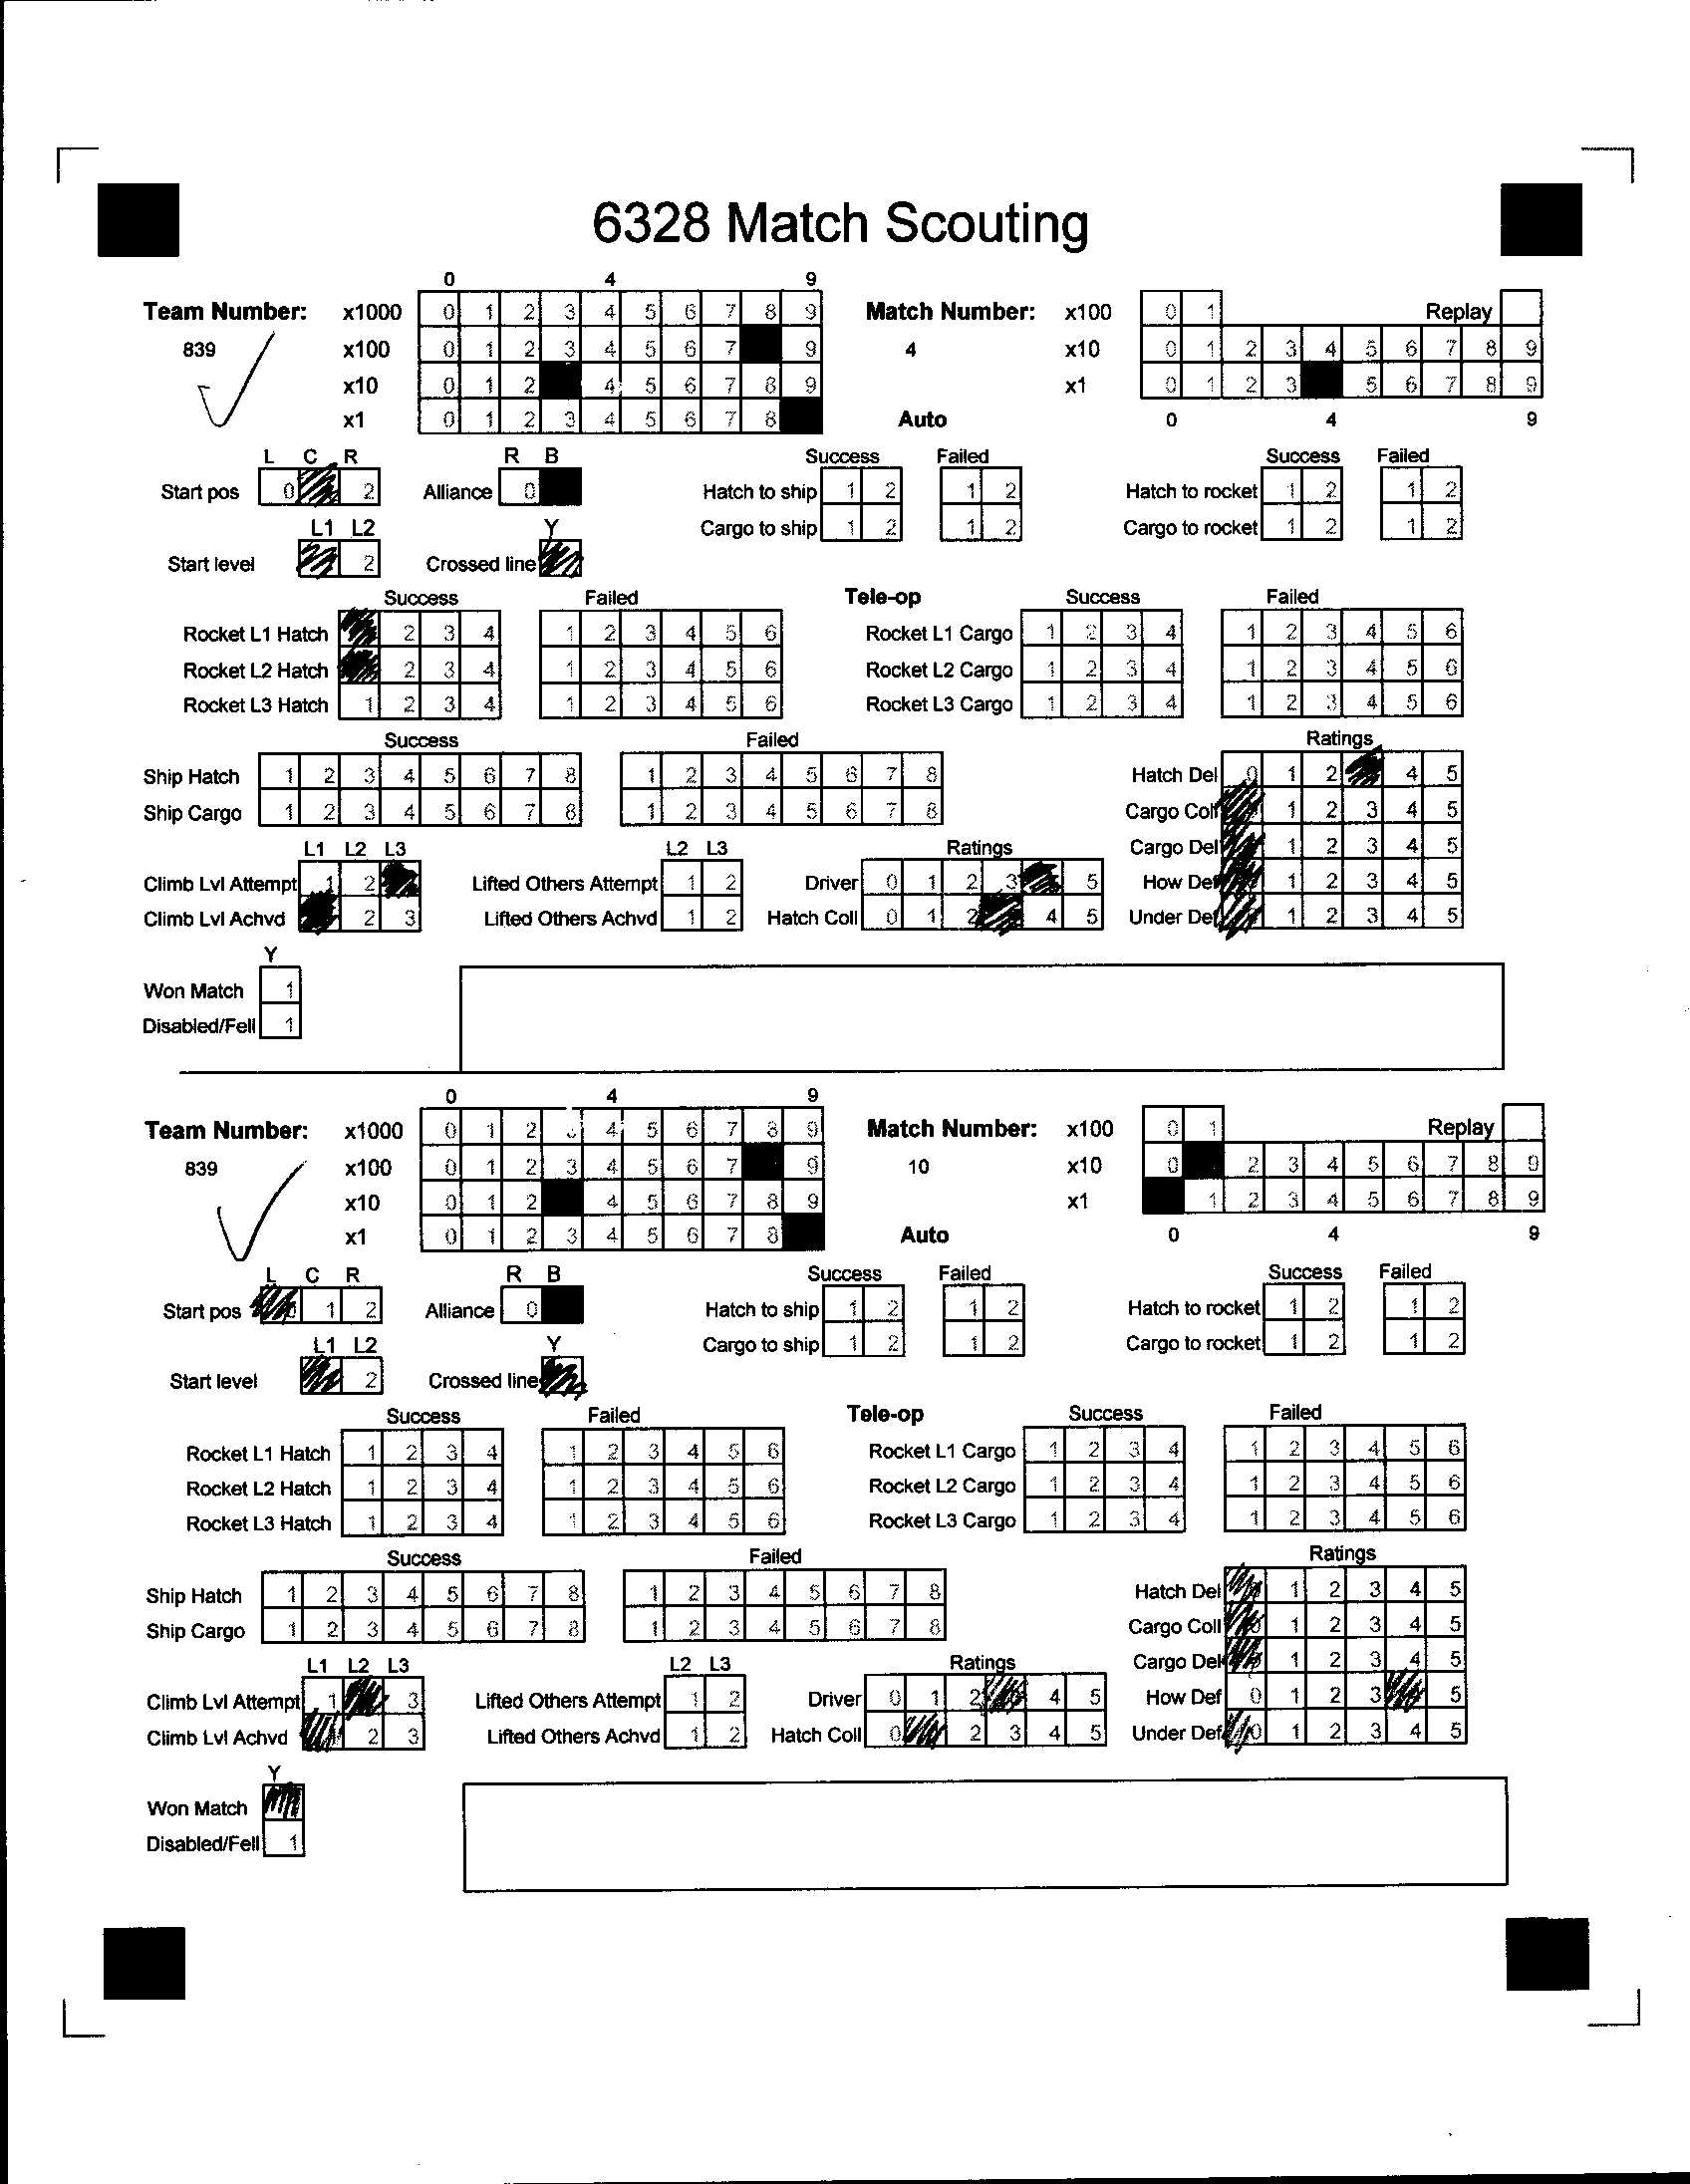 6328 Match Scouting
0 4 9
Team Number: x1000 0 1 2 3 4 5 6 7 8 9 Match Number: x100 0 1 Replay
839 x100 0 1 2 3 4 5 6 7 9 4 x10 0 1 2 3 4 5 6 7 8 9
x10 0 1 2 4 5 6 7 8 9 x1 0 1 2 3 5 6 7 8 9
x1 0 1 2 3 4 5 6 7 8 Auto 0 4 9
L C R R B Success Failed Success Failed
Start pos 0 2 Alliance 0 Hatch to ship 1 2 1 2 Hatch to rocket 1 2 1 2
L1 L2 Y Cargo to ship 1 2 1 2 Cargo to rocket 1 2 1 2
Start level 2 Crossed line
Success Failed Tele-op Success Failed
Rocket L1 Hatch 2 3 4 1 2 3 4 5 6 Rocket L1 Cargo 1 2 3 4 1 2 3 4 5 6
Rocket L2 Hatch 2 3 4 1 2 3 4 5 6 Rocket L2 Cargo 1 2 3 4 1 2 3 4 5 6
Rocket L3 Hatch 1 2 3 4 1 2 3 4 5 6 Rocket L3 Cargo 1 2 3 4 1 2 3 4 5 6
Success Failed Ratings
Ship Hatch 1 2 3 4 5 6 7 8 1 2 3 4 5 6 7 8 Hatch Del 0 1 2 4 5
Ship Cargo 1 2 3 4 5 6 7 8 1 2 3 4 5 6 7 8 Cargo Coll 1 2 3 4 5
L1 L2 L3 L2 L3 Ratings Cargo Del 1 2 3 4 5
Climb Lvl Attempt 1 2 Lifted Others Attempt 1 2 Driver 0 1 2 3 5 How Def 1 2 3 4 5
Climb Lvl Achvd 2 3 Lifted Others Achvd 1 2 Hatch Coll 0 1 2 4 5 Under Def 1 2 3 4 5
Y
Won Match 1
Disabled/Fell 1
0 4 9
Team Number: x1000 0 1 2 4 5 6 7 8 9 Match Number: x100 0 1 Replay
839 x100 0 1 2 3 4 5 6 7 9 10 x10 0 2 3 4 5 6 7 8 9
x10 0 1 2 4 5 6 7 8 9 x1 1 2 3 4 5 6 7 8 9
x1 0 1 2 3 4 5 6 7 8 Auto 0 4 9
L C R R B Success Failed Success Failed
Start pos 1 2 Alliance 0 Hatch to ship 1 2 1 2 Hatch to rocket 1 2 1 2
L1 L2 Y Cargo to ship 1 2 1 2 Cargo to rocket 1 2 1 2
Start level 2 Crossed line
Success Failed Tele-op Success Failed
Rocket L1 Hatch 1 2 3 4 1 2 3 4 5 6 Rocket L1 Cargo 1 2 3 4 1 2 3 4 5 6
Rocket L2 Hatch 1 2 3 4 1 2 3 4 5 6 Rocket L2 Cargo 1 2 3 4 1 2 3 4 5 6
Rocket L3 Hatch 1 2 3 4 1 2 3 4 5 6 Rocket L3 Cargo 1 2 3 4 1 2 3 4 5 6
Success Failed Ratings
Ship Hatch 1 2 3 4 5 6 7 8 1 2 3 4 5 6 7 8 Hatch Del 1 2 3 4 5
Ship Cargo 1 2 3 4 5 6 7 8 1 2 3 4 5 6 7 8 Cargo Coll 1 2 3 4 5
L1 L2 L3 L2 L3 Ratings Cargo Del 1 2 3 4 5
Climb Lvl Attempt 1 3 Lifted Others Attempt 1 2 Driver 0 1 2 4 5 How Def 0 1 2 3 5
Climb Lvl Achvd 2 3 Lifted Others Achvd 1 2 Hatch Coll 0 2 3 4 5 Under Def 0 1 2 3 4 5
Y
Won Match
Disabled/Fell 1